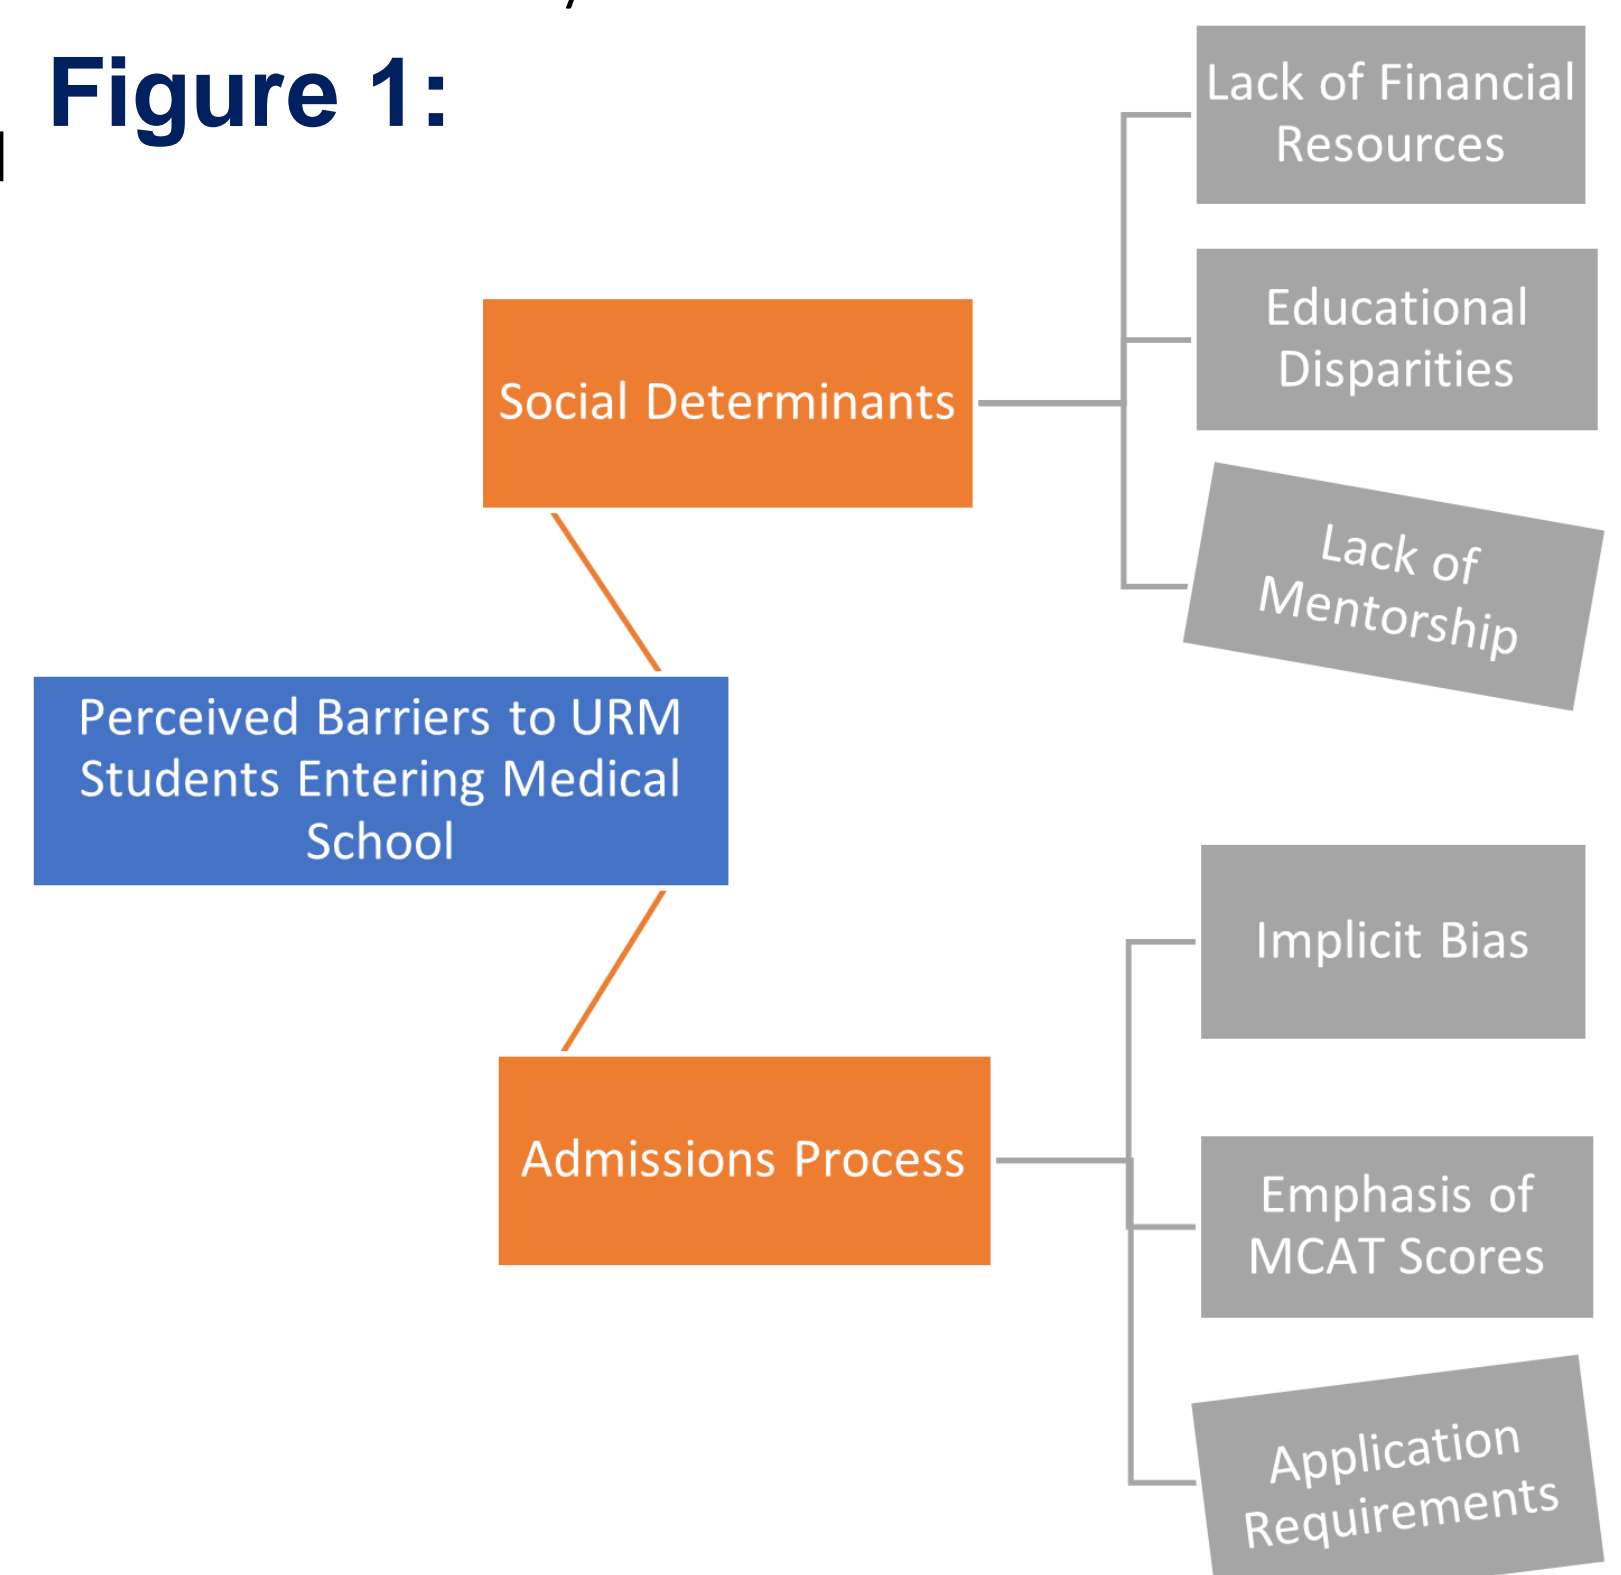 Figure 1:
Lack of Financial
Resources
Educational
Disparities
Social Determinants
Lack of
Mentorship
Perceived Barriers to URM
Students Entering Medical
School
Implicit Bias
Admissions Process
Emphasis of
MCAT Scores
Application
Requirements